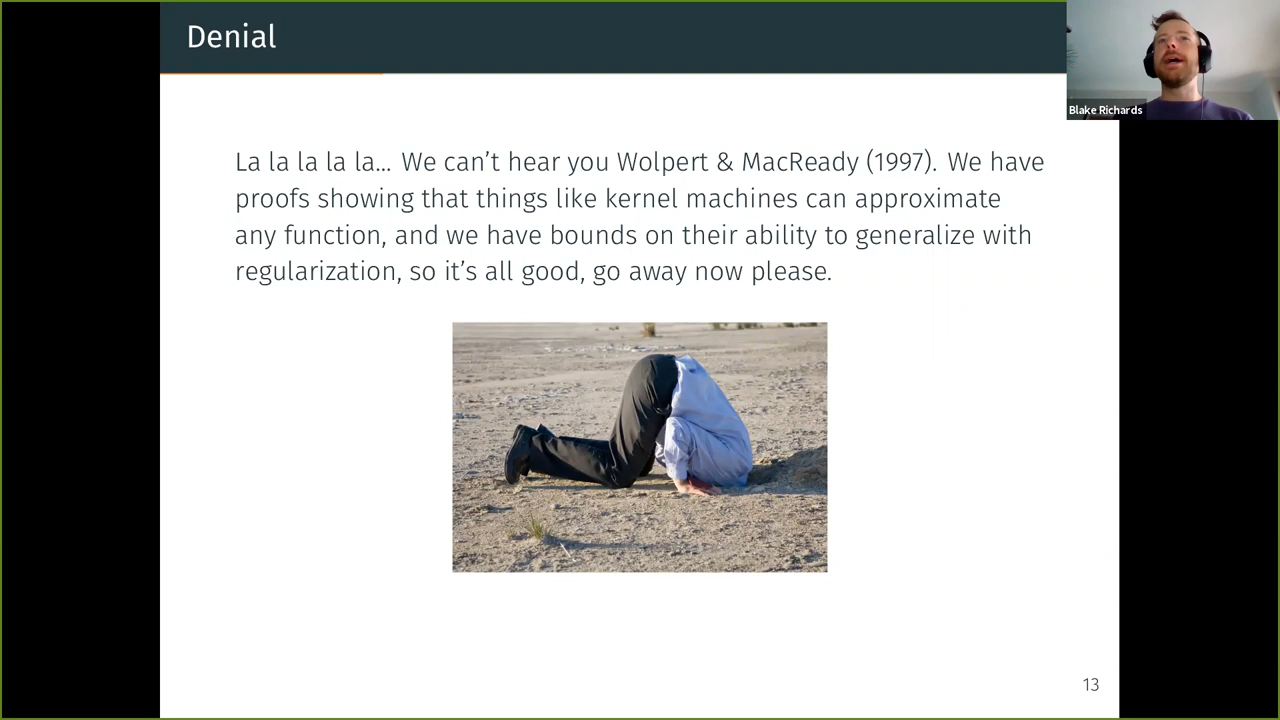 Denial
Blake Richards
La la la la la... We can't hear you Wolpert & MacReady (1997). We have
proofs showing that things like kernel machines can approximate
any function, and we have bounds on their ability to generalize with
regularization, so it's all good, go away now please.
13